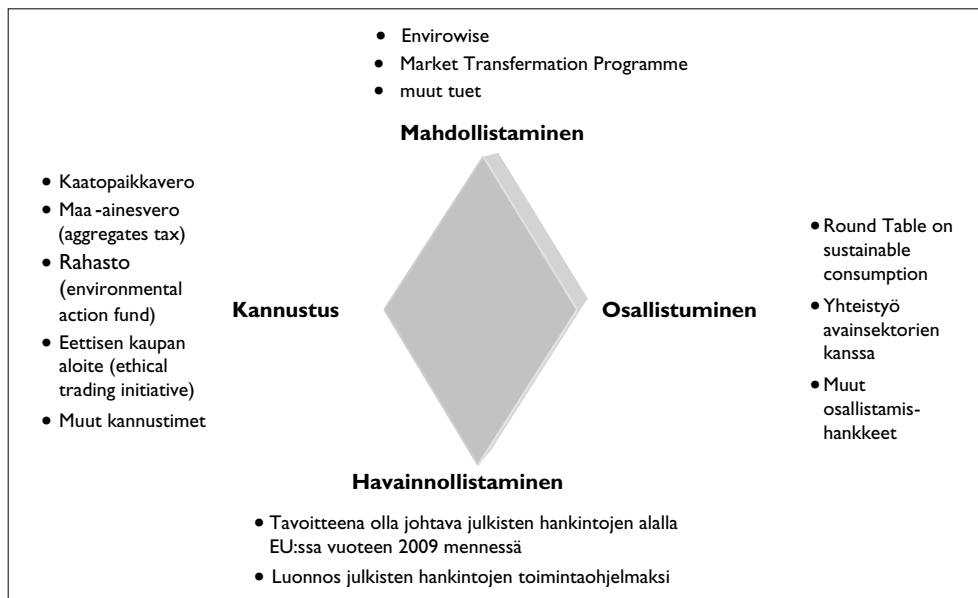 • Envirowise
• Market Transfermation Programme
• muut tuet
Mahdollistaminen
• Kaatopaikkavero
• Maa -ainesvero
(aggregates tax)
• Rahasto
(environmental
action fund)
• Eettisen kaupan
aloite (ethical
trading initiative)
• Muut kannustimet
Kannustus
Osallistuminen
• Round Table on
sustainable
consumption
• Yhteistyö
avainsektorien
kanssa
• Muut
osallistamis-
hankkeet
Havainnollistaminen
• Tavoitteena olla johtava julkisten hankintojen alalla
EU:ssa vuoteen 2009 mennessä
• Luonnos julkisten hankintojen toimintaohjelmaksi